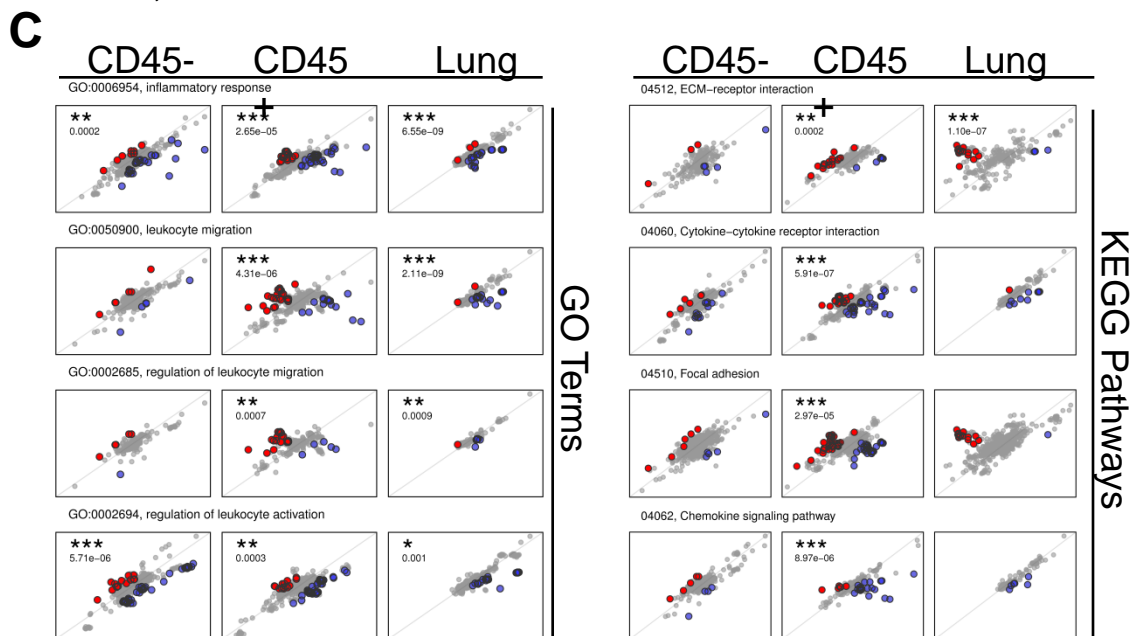 C
CD45- CD45 + Lung
GO:0006954, inflammatory response
** 0.0002
*** 2.65e−05
*** 6.55e−09
GO:0050900, leukocyte migration
*** 4.31e−06
*** 2.11e−09
GO:0002685, regulation of leukocyte migration
** 0.0007
** 0.0009
GO:0002694, regulation of leukocyte activation
*** 5.71e−06
** 0.0003
* 0.001
GO Terms
CD45- CD45 + Lung
04512, ECM−receptor interaction
** 0.0002
*** 1.10e−07
04060, Cytokine−cytokine receptor interaction
*** 5.91e−07
04510, Focal adhesion
*** 2.97e−05
04062, Chemokine signaling pathway
*** 8.97e−06
KEGG Pathways